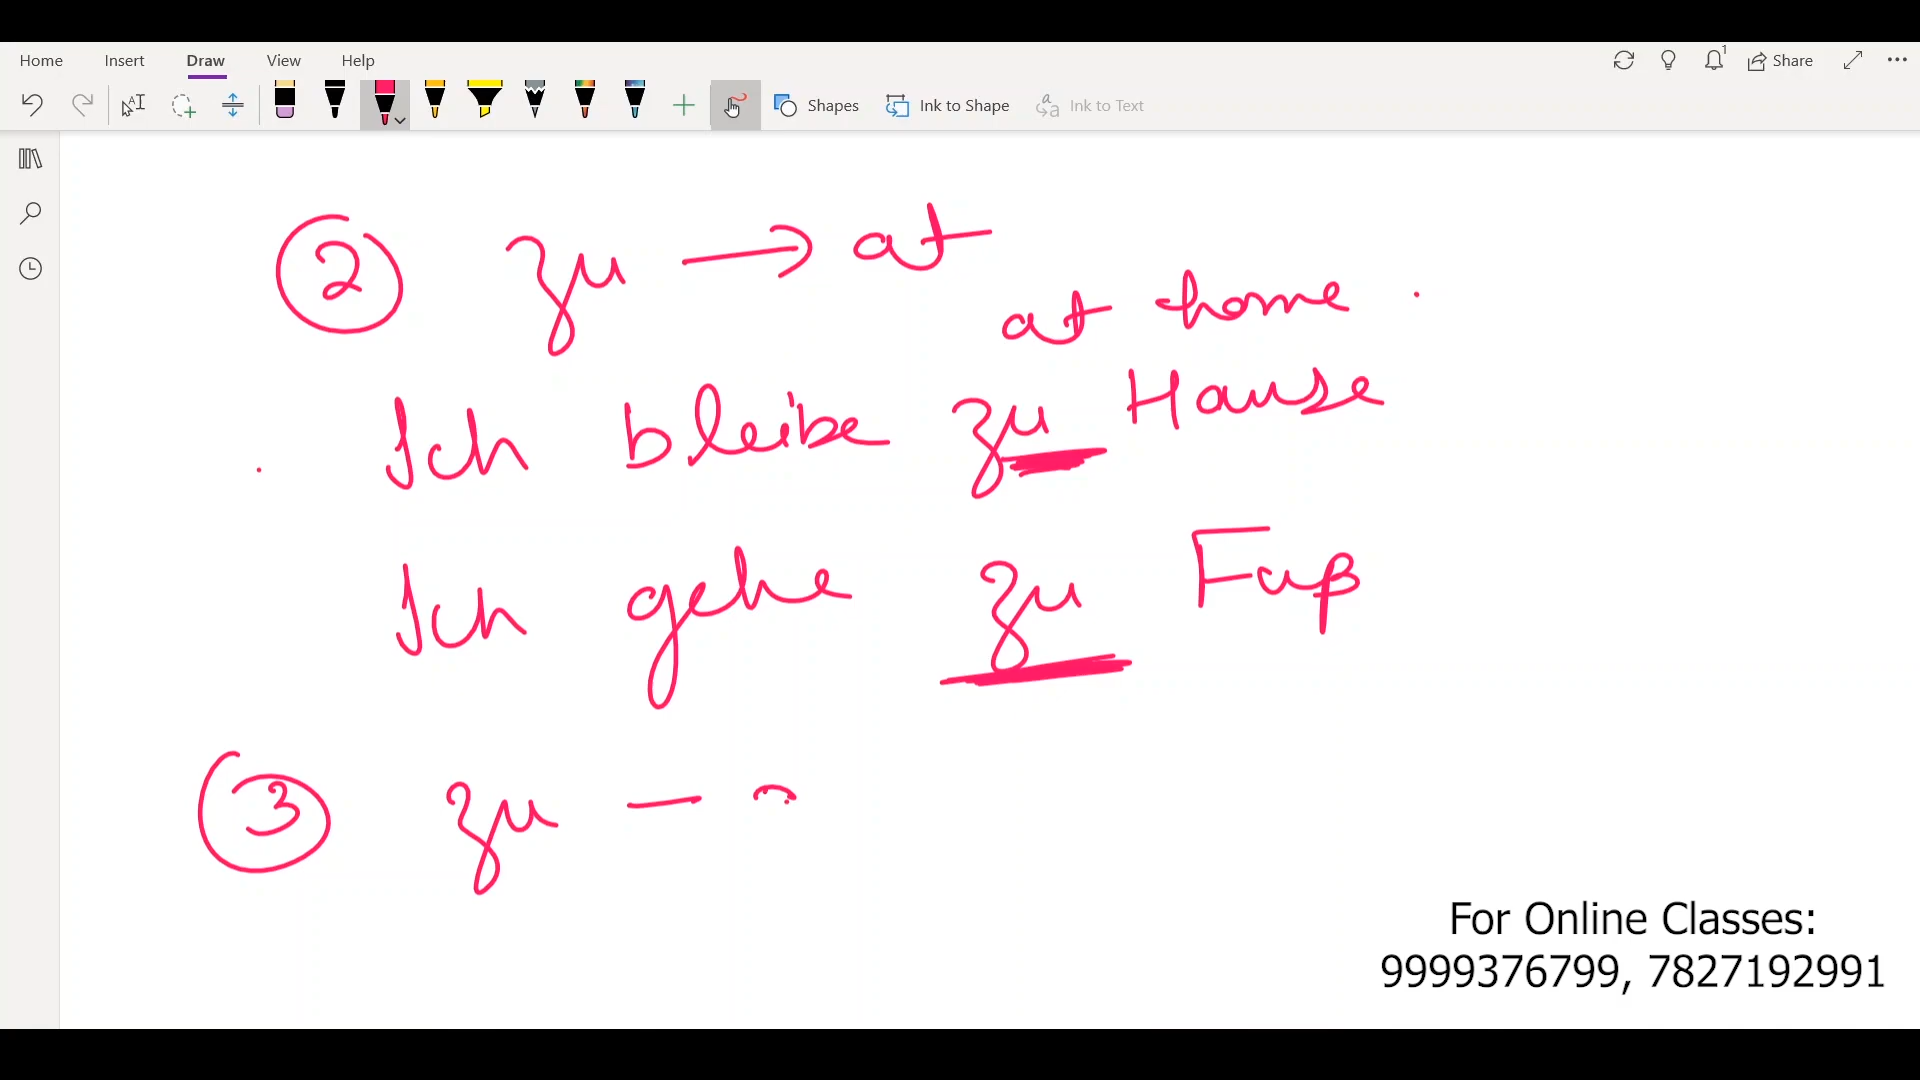 Home Insert Draw View Help 1 Share
Shapes Ink to Shape Ink to Text
2 zu → at
at home
Ich bleibe zu Hause
Ich gehe zu Fuß
3 zu —
For Online Classes:
9999376799, 7827192991